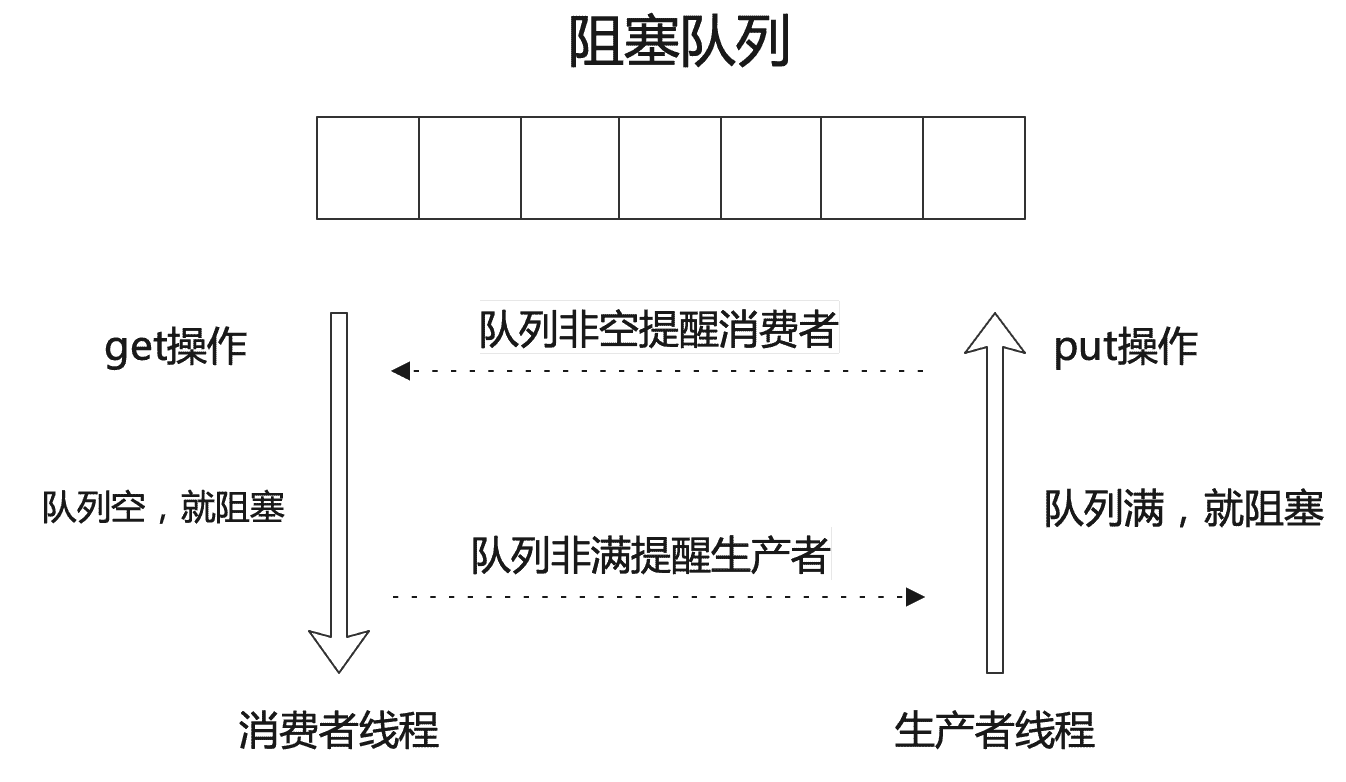 阻塞队列
队列非空提醒消费者
get操作
put操作
队列空，就阻塞
队列满，就阻塞
队列非满提醒生产者
消费者线程
生产者线程